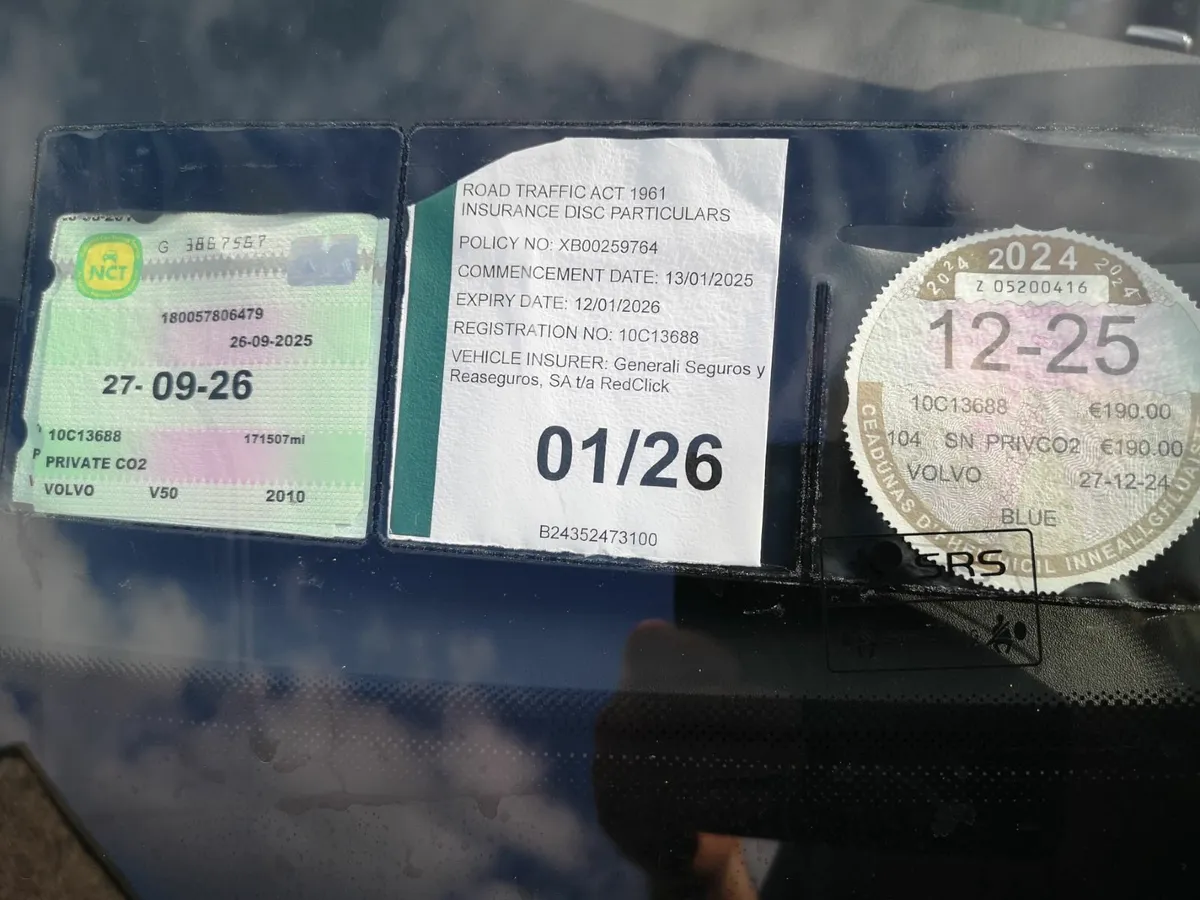 NCT
G 3867567
180057806479
26-09-2025
27- 09-26
10C13688 171507mi
PRIVATE CO2
VOLVO V50 2010
ROAD TRAFFIC ACT 1961
INSURANCE DISC PARTICULARS
POLICY NO: XB00259764
COMMENCEMENT DATE: 13/01/2025
EXPIRY DATE: 12/01/2026
REGISTRATION NO: 10C13688
VEHICLE INSURER: Generali Seguros y
Reaseguros, SA t/a RedClick
01/26
B24352473100
2024 2024 2024
Z 05200416
12-25
10C13688 €190.00
104 SN PRIVCO2 €190.00
VOLVO 27-12-24
BLUE
CEADÚNAS
SRS